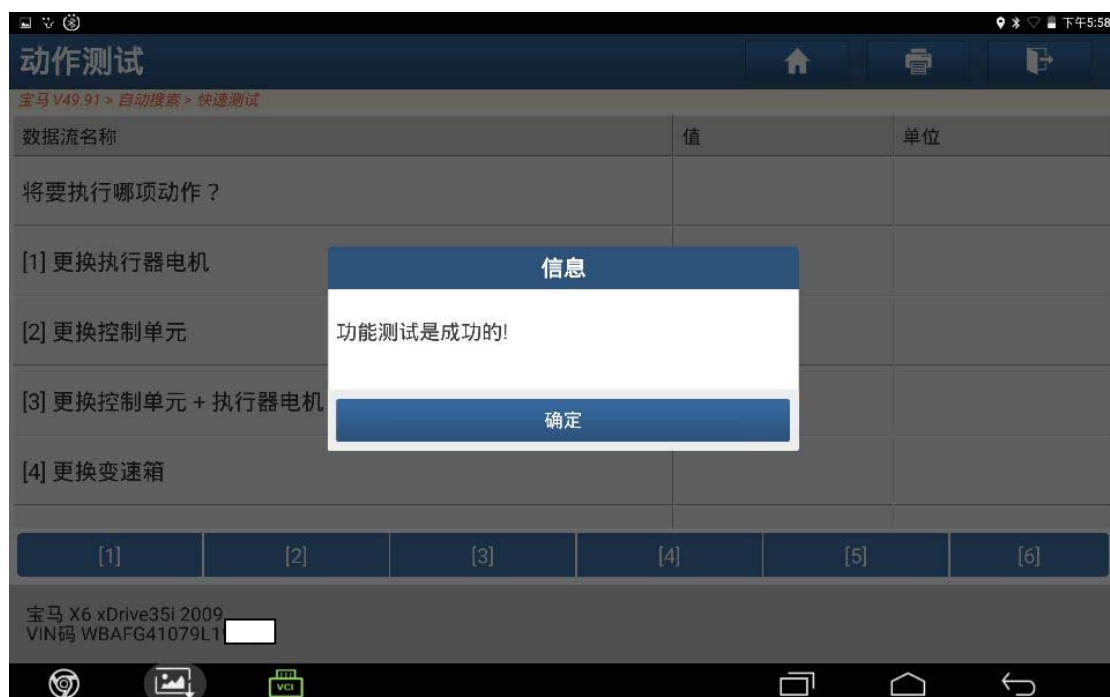 下午5:58
动作测试
宝马 V49.91 > 自动搜索 > 快速测试
数据流名称 值 单位
将要执行哪项动作？
[1] 更换执行器电机
信息
[2] 更换控制单元
功能测试是成功的!
[3] 更换控制单元 + 执行器电机
确定
[4] 更换变速箱
[1] [2] [3] [4] [5] [6]
宝马 X6 xDrive35i 2009
VIN码 WBAFG41079L1
VCI